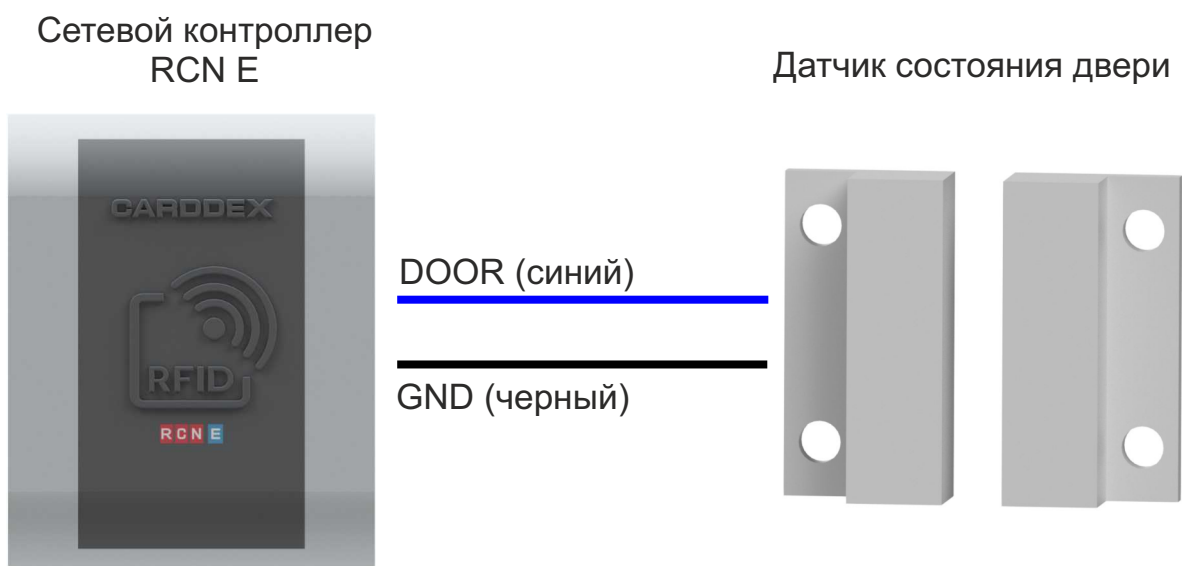 Сетевой контроллер
RCN E
Датчик состояния двери
CARDDEX
RFID
RCN E
DOOR (синий)
GND (черный)